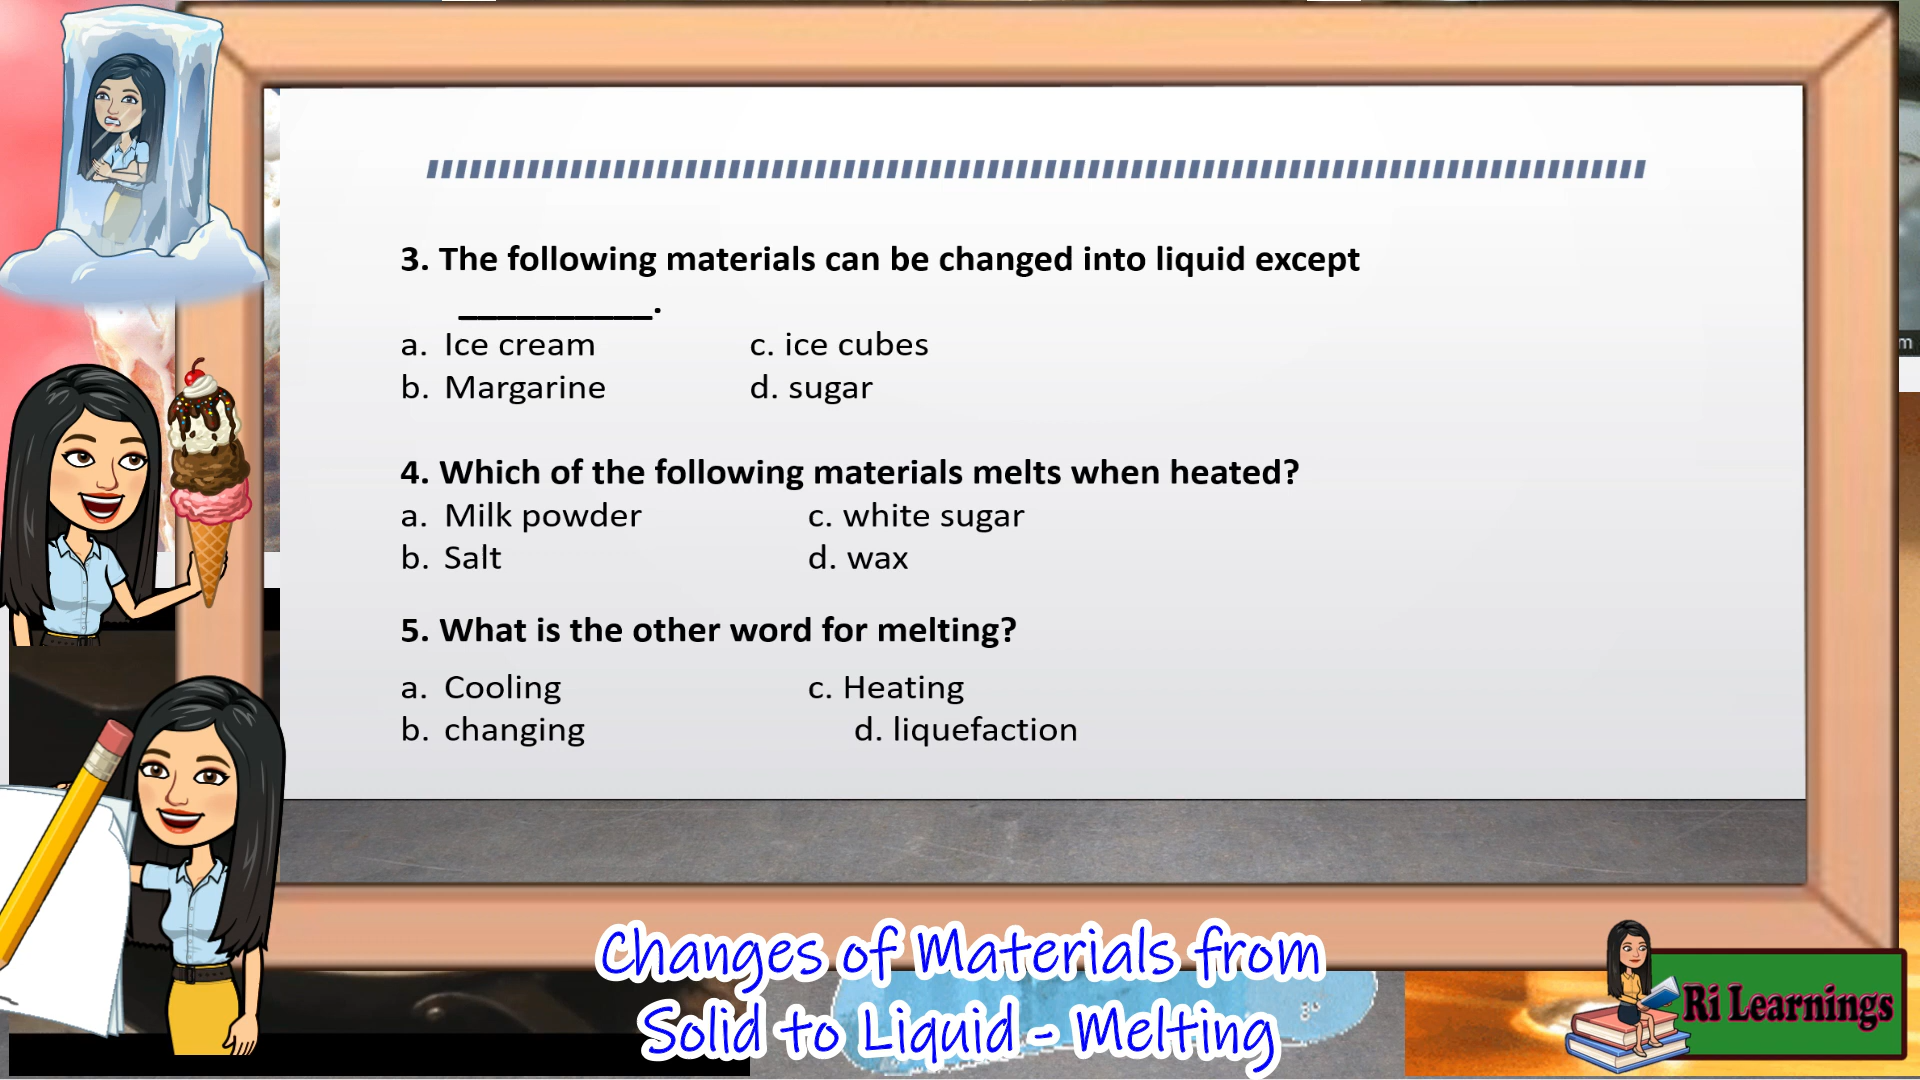 3. The following materials can be changed into liquid except
__________.
a. Ice cream c. ice cubes
b. Margarine d. sugar
4. Which of the following materials melts when heated?
a. Milk powder c. white sugar
b. Salt d. wax
5. What is the other word for melting?
a. Cooling c. Heating
b. changing d. liquefaction
Changes of Materials from
Solid to Liquid - Melting
Ri Learnings